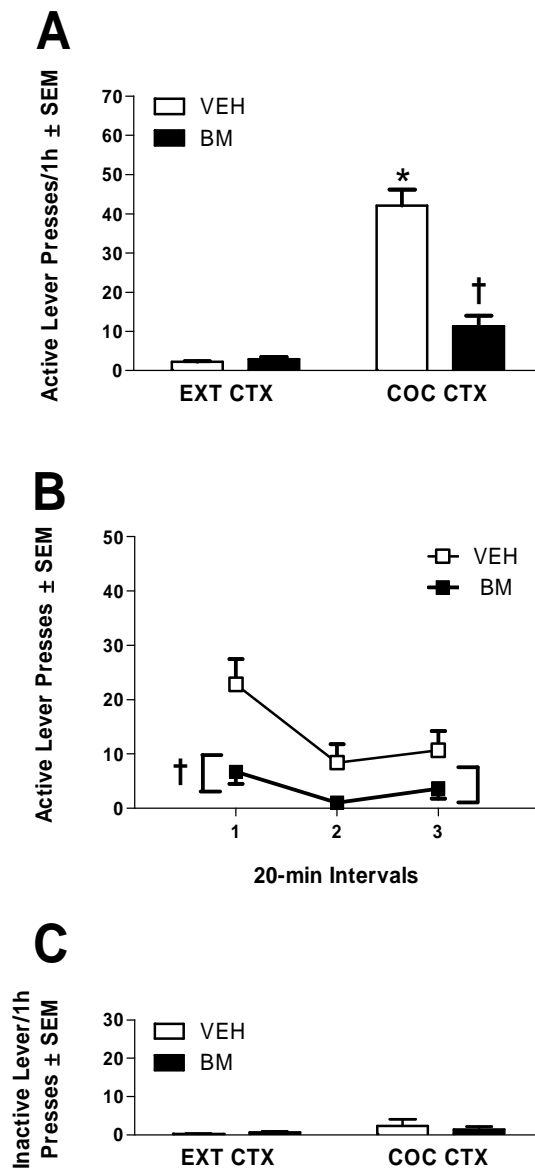 A
Active Lever Presses/1h ± SEM
70
60
50
40
30
20
10
0
VEH
BM
*
†
EXT CTX COC CTX
B
Active Lever Presses ± SEM
50
40
30
20
10
0
VEH
BM
†
1 2 3
20-min Intervals
C
Inactive Lever/1h
Presses ± SEM
30
20
10
0
VEH
BM
EXT CTX COC CTX